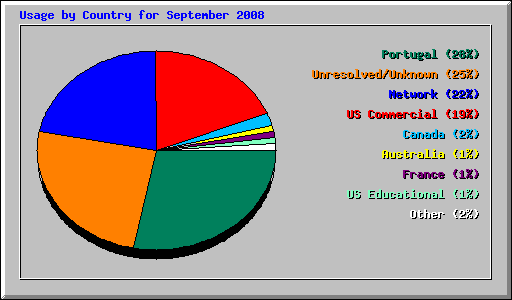 Usage by Country for September 2008
Portugal (28%)
Unresolved/Unknown (25%)
Network (22%)
US Commercial (19%)
Canada (2%)
Australia (1%)
France (1%)
US Educational (1%)
Other (2%)